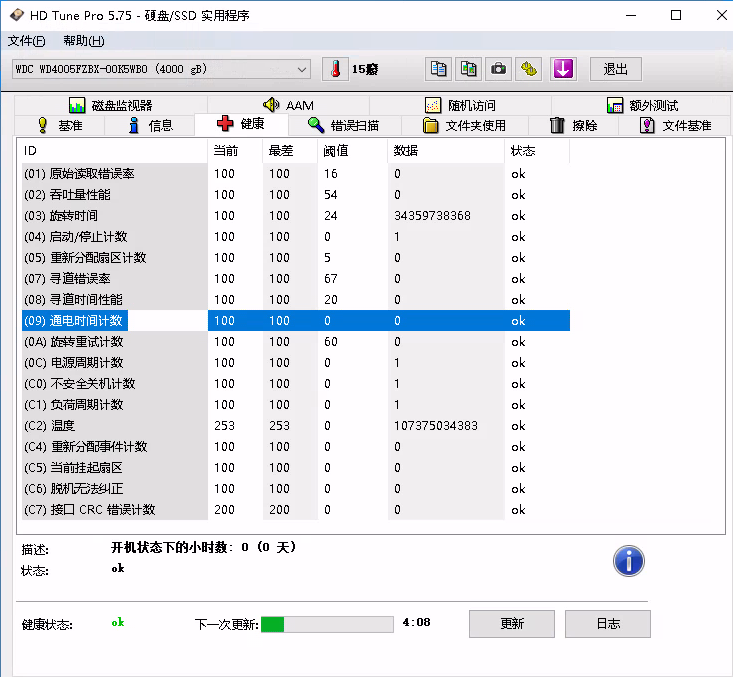 HD Tune Pro 5.75 - 硬盘/SSD 实用程序
文件(F) 帮助(H)
WDC WD4005FZBX-00K5WB0 (4000 gB) 15癈 退出
磁盘监视器 AAM 随机访问 额外测试
基准 信息 健康 错误扫描 文件夹使用 擦除 文件基准
ID 当前 最差 阈值 数据 状态
(01) 原始读取错误率 100 100 16 0 ok
(02) 吞吐量性能 100 100 54 0 ok
(03) 旋转时间 100 100 24 34359738368 ok
(04) 启动/停止计数 100 100 0 1 ok
(05) 重新分配扇区计数 100 100 5 0 ok
(07) 寻道错误率 100 100 67 0 ok
(08) 寻道时间性能 100 100 20 0 ok
(09) 通电时间计数 100 100 0 0 ok
(0A) 旋转重试计数 100 100 60 0 ok
(0C) 电源周期计数 100 100 0 1 ok
(C0) 不安全关机计数 100 100 0 1 ok
(C1) 负荷周期计数 100 100 0 1 ok
(C2) 温度 253 253 0 107375034383 ok
(C4) 重新分配事件计数 100 100 0 0 ok
(C5) 当前挂起扇区 100 100 0 0 ok
(C6) 脱机无法纠正 100 100 0 0 ok
(C7) 接口 CRC 错误计数 200 200 0 0 ok
描述: 开机状态下的小时数: 0 (0 天)
状态: ok
健康状态: ok 下一次更新: 4:08 更新 日志